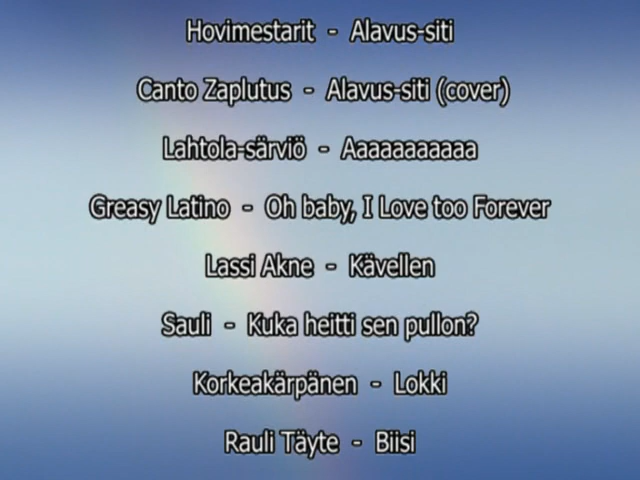 Hovimestarit - Alavus-siti
Canto Zaplutus - Alavus-siti (cover)
Lahtola-särviö - Aaaaaaaaaaa
Greasy Latino - Oh baby, I Love too Forever
Lassi Akne - Kävellen
Sauli - Kuka heitti sen pullon?
Korkeakärpänen - Lokki
Rauli Täyte - Biisi